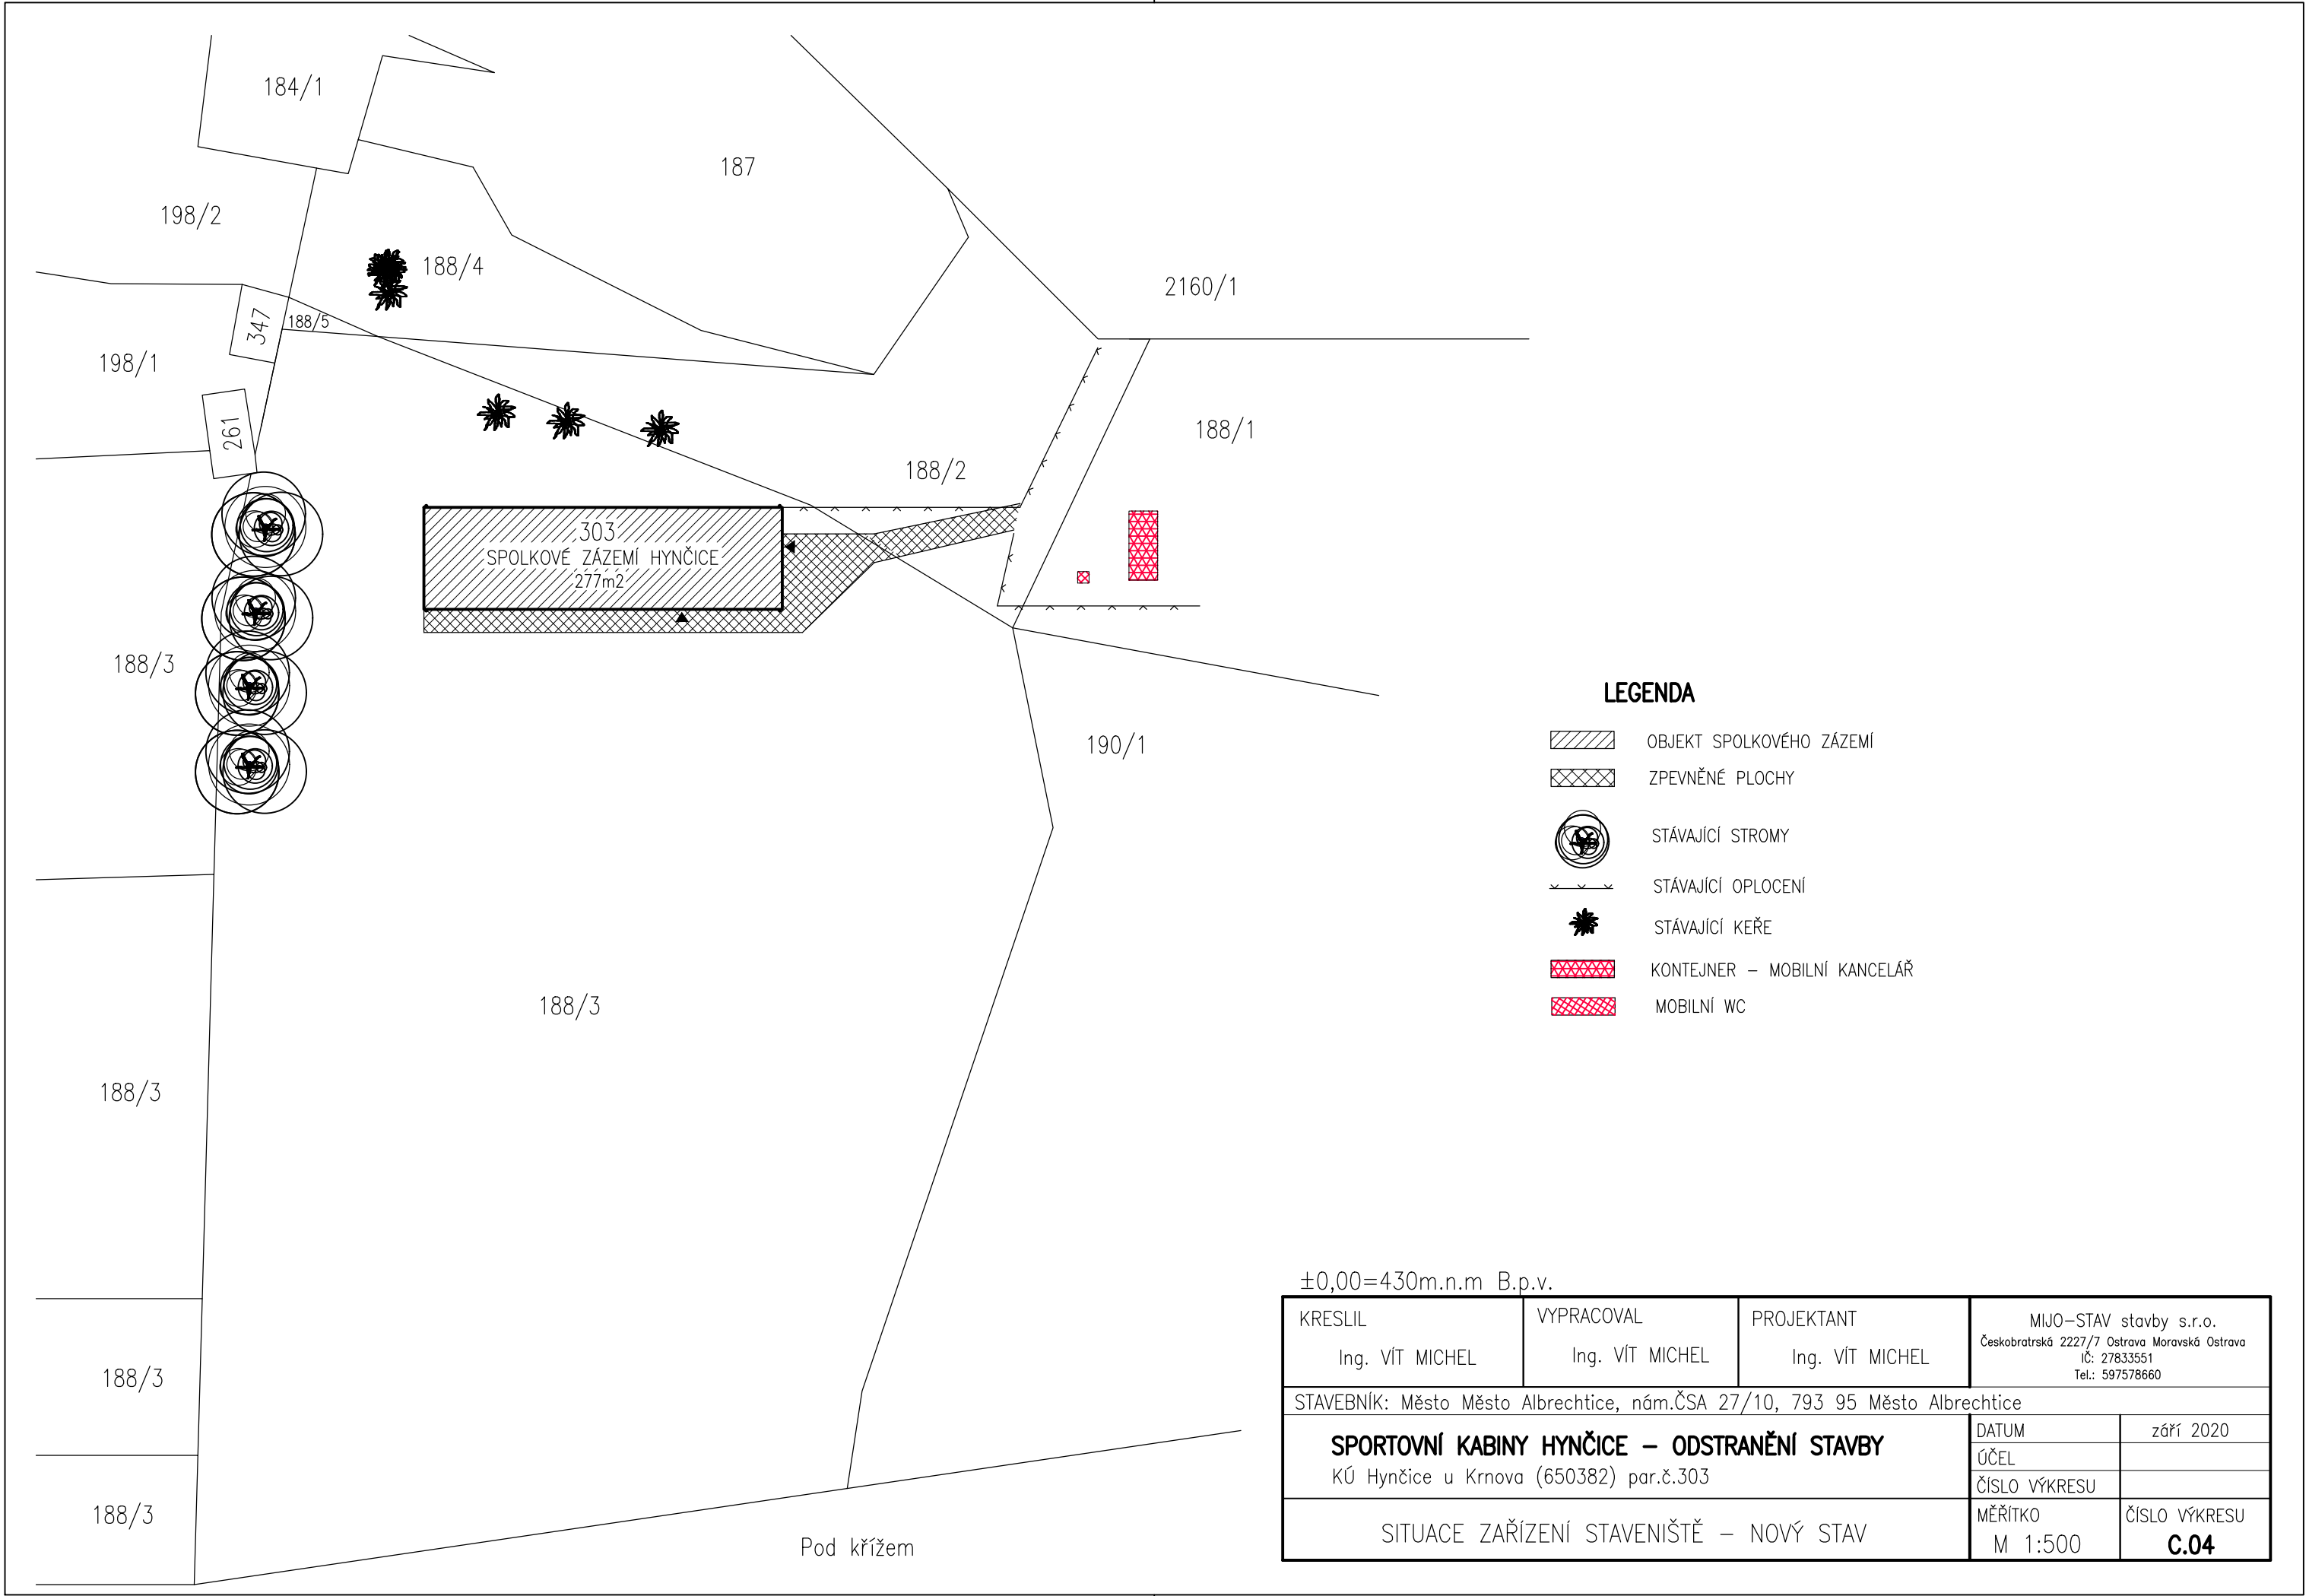 184/1
187
198/2
188/4
2160/1
347
188/5
198/1
261
188/1
188/2
303
SPOLKOVÉ ZÁZEMÍ HYNČICE
277m2
188/3
190/1
188/3
188/3
188/3
188/3
Pod křížem
LEGENDA
OBJEKT SPOLKOVÉHO ZÁZEMÍ
ZPEVNĚNÉ PLOCHY
STÁVAJÍCÍ STROMY
STÁVAJÍCÍ OPLOCENÍ
STÁVAJÍCÍ KEŘE
KONTEJNER – MOBILNÍ KANCELÁŘ
MOBILNÍ WC
±0,00=430m.n.m B.p.v.
KRESLIL
Ing. VÍT MICHEL
VYPRACOVAL
Ing. VÍT MICHEL
PROJEKTANT
Ing. VÍT MICHEL
MIJO–STAV stavby s.r.o.
Českobratrská 2227/7 Ostrava Moravská Ostrava
IČ: 27833551
Tel.: 597578660
STAVEBNÍK: Město Město Albrechtice, nám.ČSA 27/10, 793 95 Město Albrechtice
SPORTOVNÍ KABINY HYNČICE – ODSTRANĚNÍ STAVBY
KÚ Hynčice u Krnova (650382) par.č.303
DATUM
září 2020
ÚČEL
ČÍSLO VÝKRESU
SITUACE ZAŘÍZENÍ STAVENIŠTĚ – NOVÝ STAV
MĚŘÍTKO
M 1:500
ČÍSLO VÝKRESU
C.04